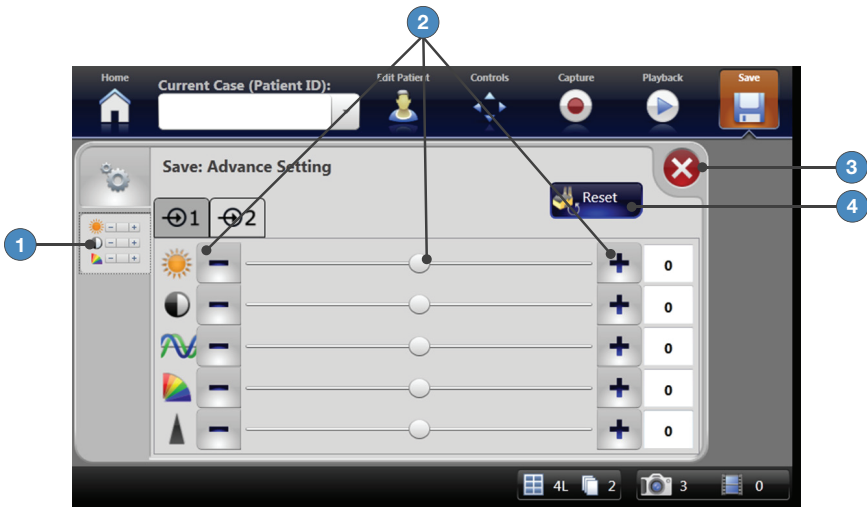 2
Home
Current Case (Patient ID):
Edit Patient
Controls
Capture
Playback
Save
Save: Advance Setting
3
Reset
4
1
2
1
0
0
0
0
0
4L
2
3
0